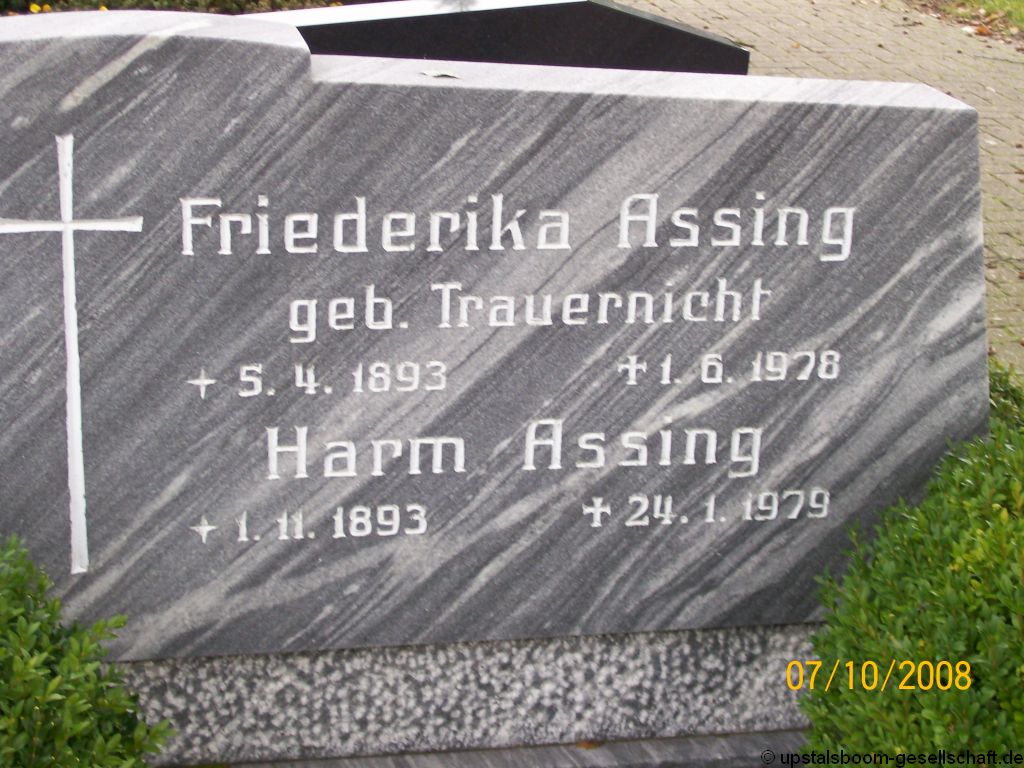 Friederika Assing
geb. Trauernicht
5. 4. 1893 ✝ 1. 6. 1978
Harm Assing
1. 11. 1893 ✝ 24. 1. 1979
07/10/2008
© upstalsboom-gesellschaft.de